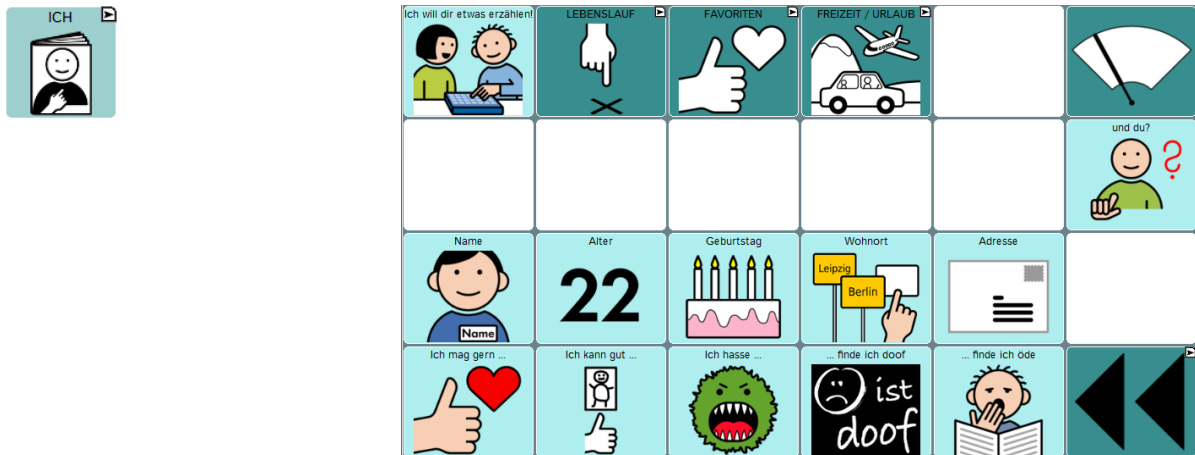 ICH
Ich will dir etwas erzählen!
LEBENSLAUF
FAVORITEN
FREIZEIT / URLAUB
como
und du?
?
Name
Name
Alter
22
Geburtstag
Wohnort
Leipzig
Berlin
Adresse
Ich mag gern ...
Ich kann gut ...
Ich hasse ...
... finde ich doof
ist
doof
... finde ich öde